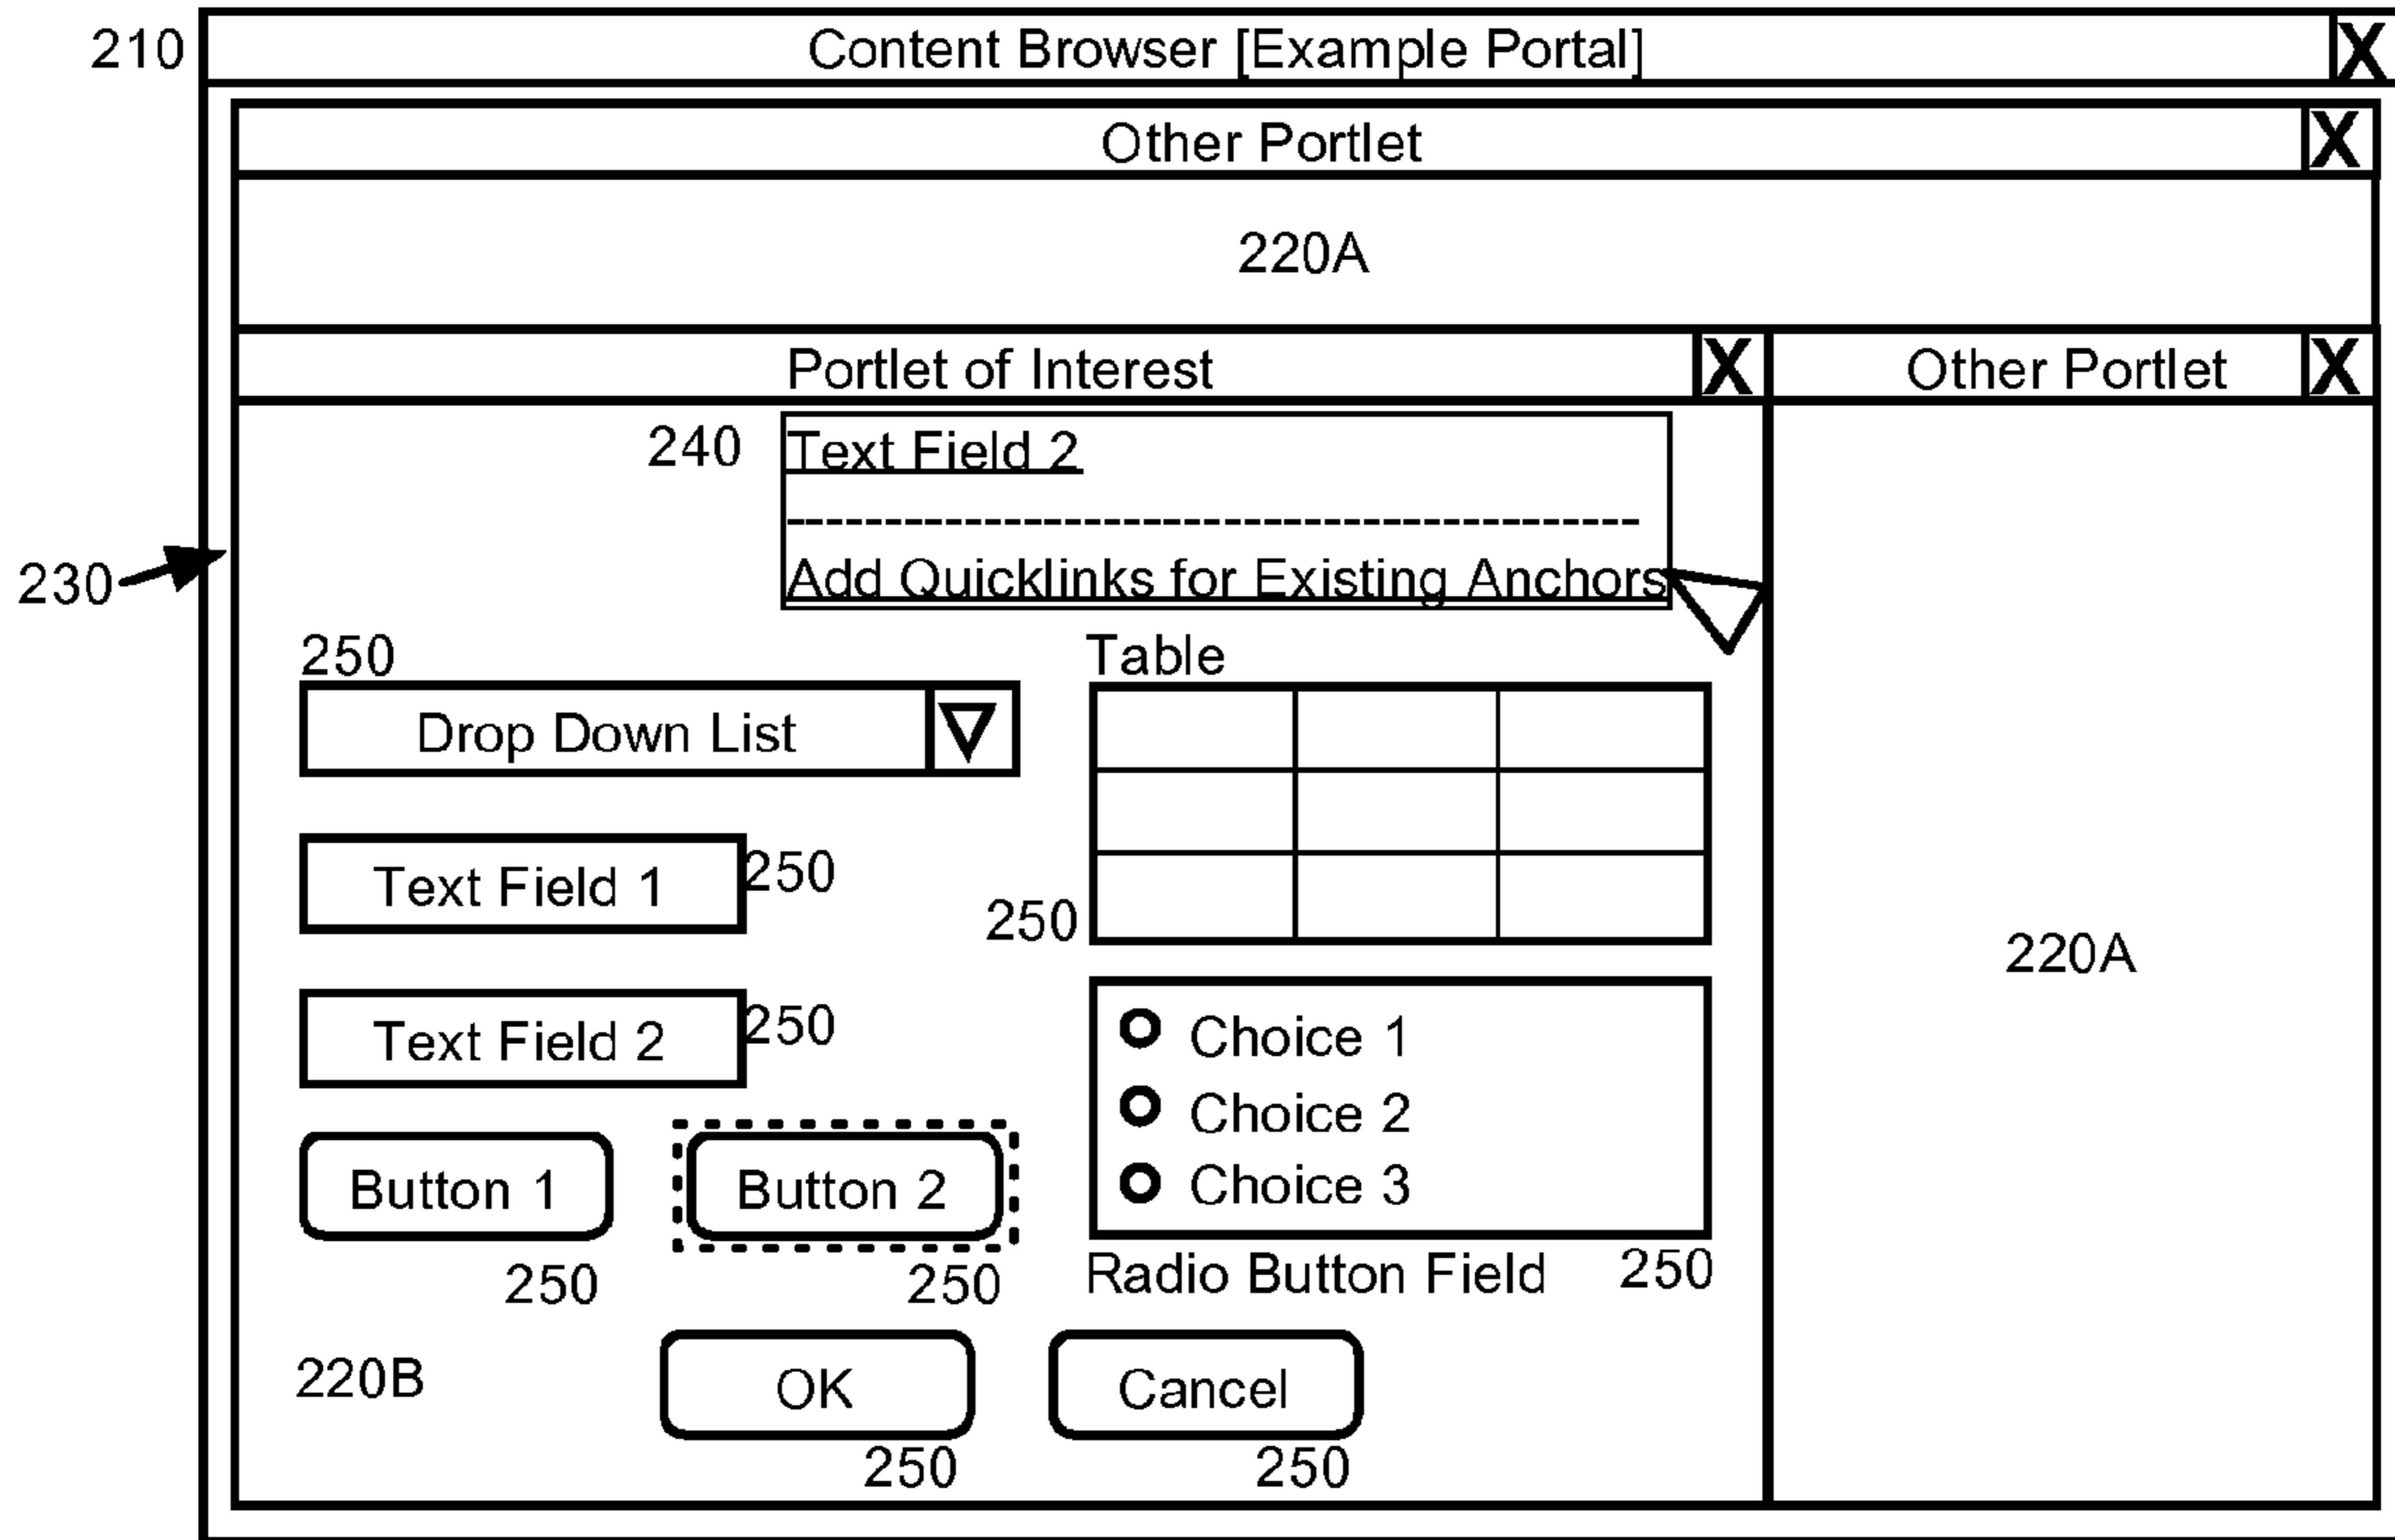 210
Content Browser [Example Portal]
X
Other Portlet
X
220A
Portlet of Interest
X
Other Portlet
X
240
Text Field 2
--------------------------------------------
Add Quicklinks for Existing Anchors
230
250
Drop Down List
Table
Text Field 1
250
250
Text Field 2
250
Choice 1
Choice 2
Choice 3
220A
Button 1
Button 2
250
250
Radio Button Field
250
220B
OK
Cancel
250
250